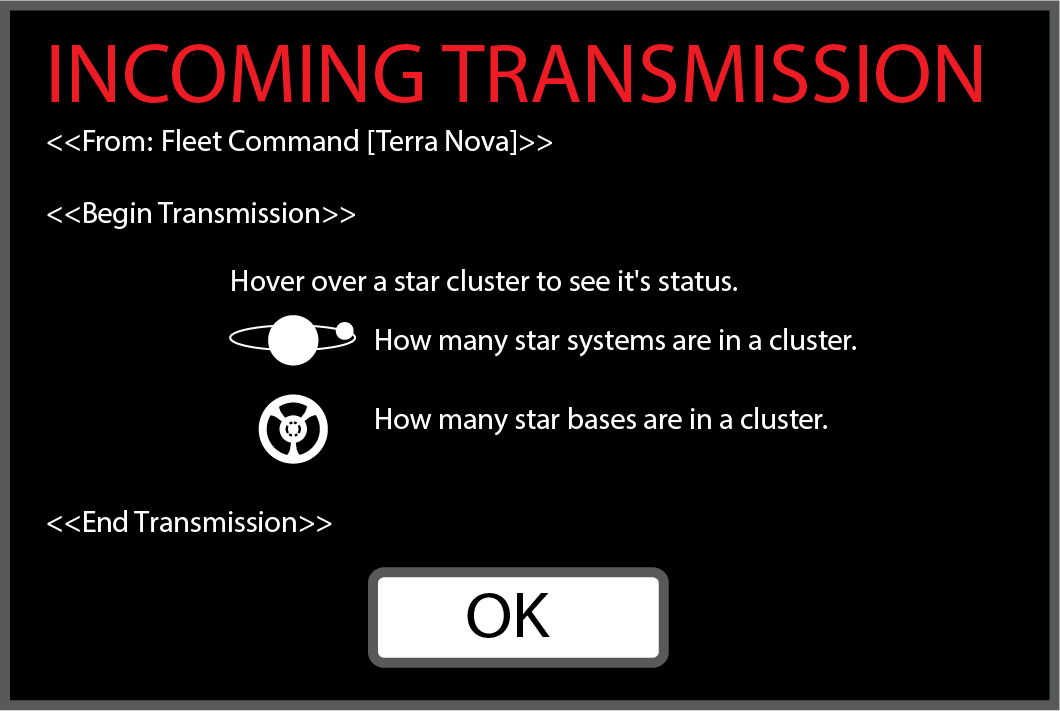 INCOMING TRANSMISSION
<<From: Fleet Command [Terra Nova]>>
<<Begin Transmission>>
Hover over a star cluster to see it's status.
How many star systems are in a cluster.
How many star bases are in a cluster.
<<End Transmission>>
OK